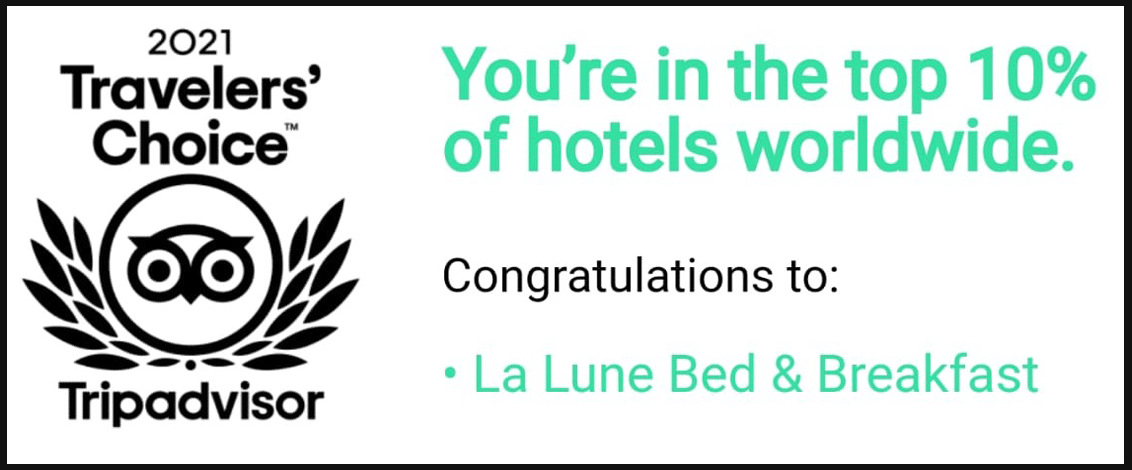 2021
Travelers’
Choice™
Tripadvisor
You’re in the top 10%
of hotels worldwide.
Congratulations to:
• La Lune Bed & Breakfast